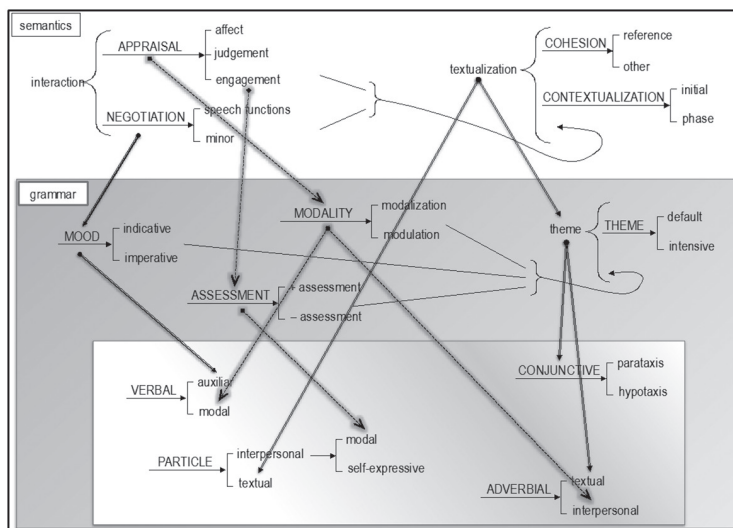 semantics
interaction
APPRAISAL
affect
judgement
engagement
NEGOTIATION
speech functions
minor
textualization
COHESION
reference
other
CONTEXTUALIZATION
initial
phase
grammar
MOOD
indicative
imperative
MODALITY
modalization
modulation
ASSESSMENT
+ assessment
– assessment
theme
THEME
default
intensive
VERBAL
auxiliar
modal
PARTICLE
interpersonal
textual
modal
self-expressive
CONJUNCTIVE
parataxis
hypotaxis
ADVERBIAL
textual
interpersonal